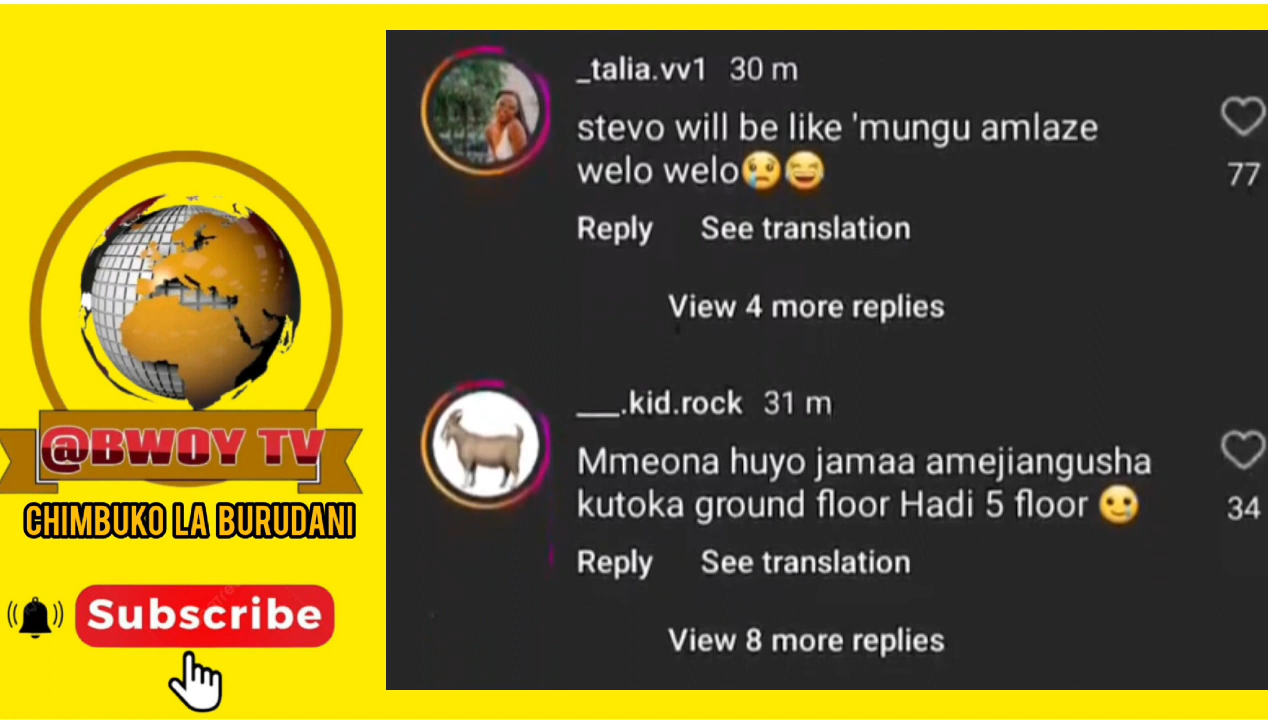 @BWOY TV
CHIMBUKO LA BURUDANI
Subscribe
_talia.vv1 30 m
stevo will be like 'mungu amlaze
welo welo😢😂
77
Reply See translation
View 4 more replies
___.kid.rock 31 m
Mmeona huyo jamaa amejiangusha
kutoka ground floor Hadi 5 floor 🥲
34
Reply See translation
View 8 more replies